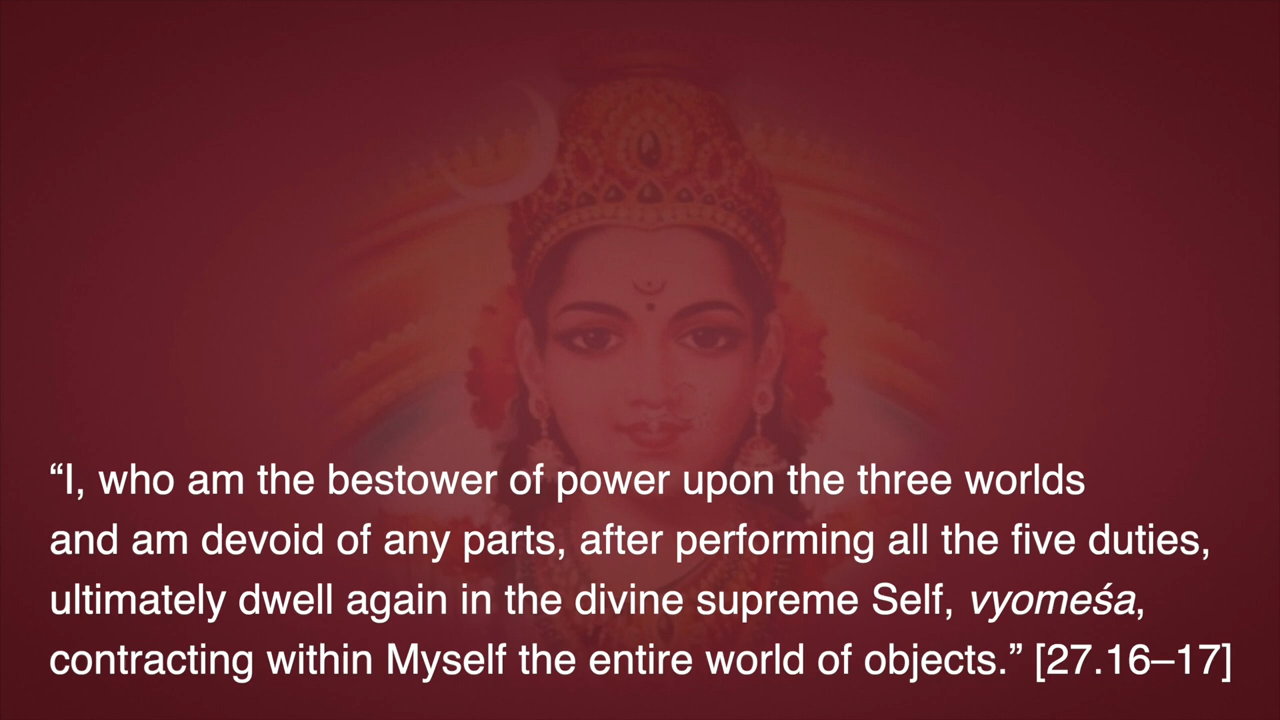 “I, who am the bestower of power upon the three worlds
and am devoid of any parts, after performing all the five duties,
ultimately dwell again in the divine supreme Self, vyomeśa,
contracting within Myself the entire world of objects.” [27.16–17]